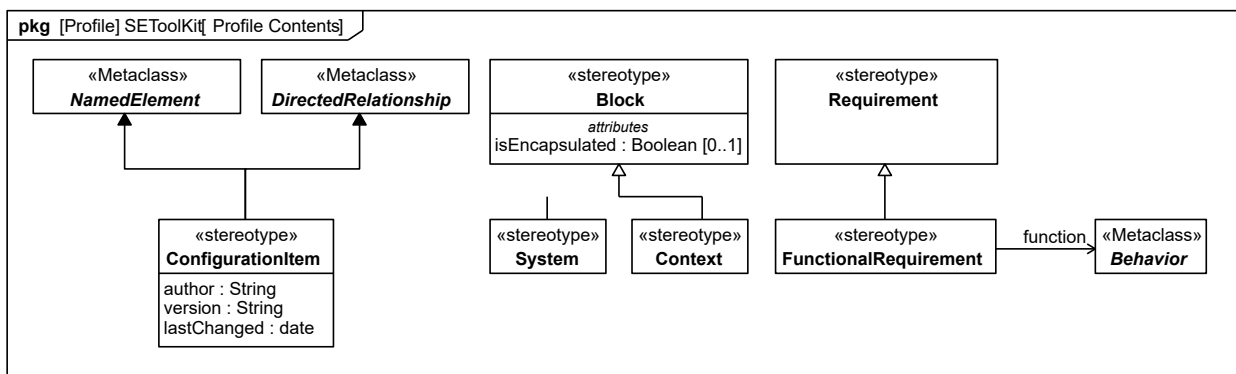 pkg [Profile] SEToolKit[ Profile Contents]
«Metaclass»
NamedElement
«Metaclass»
DirectedRelationship
«stereotype»
Block
attributes
isEncapsulated : Boolean [0..1]
«stereotype»
Requirement
«stereotype»
ConfigurationItem
author : String
version : String
lastChanged : date
«stereotype»
System
«stereotype»
Context
«stereotype»
FunctionalRequirement
function
«Metaclass»
Behavior